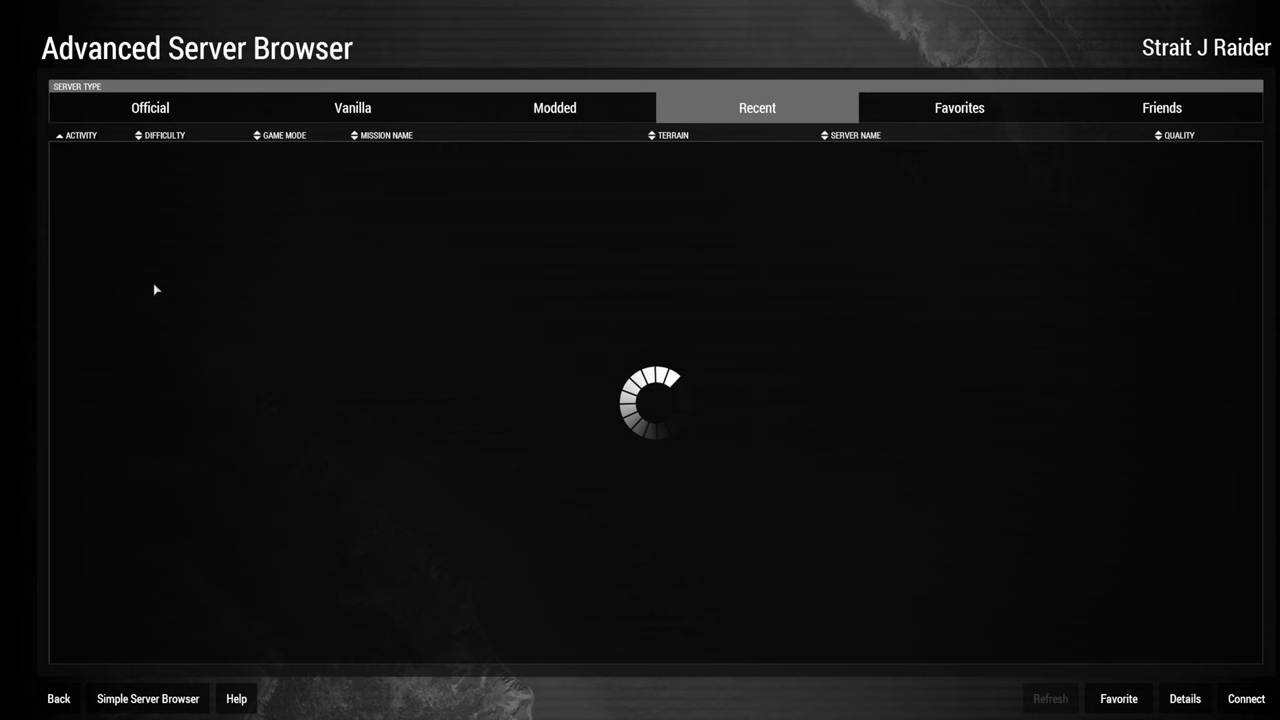 Advanced Server Browser
Strait J Raider
SERVER TYPE
Official Vanilla Modded Recent Favorites Friends
ACTIVITY DIFFICULTY GAME MODE MISSION NAME TERRAIN SERVER NAME QUALITY
Back Simple Server Browser Help Refresh Favorite Details Connect